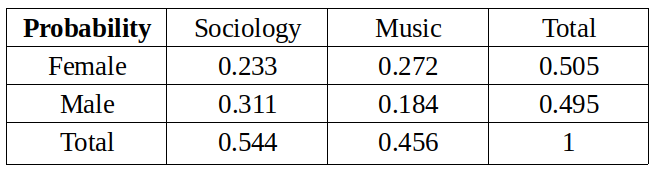 Probability Sociology Music Total
Female 0.233 0.272 0.505
Male 0.311 0.184 0.495
Total 0.544 0.456 1